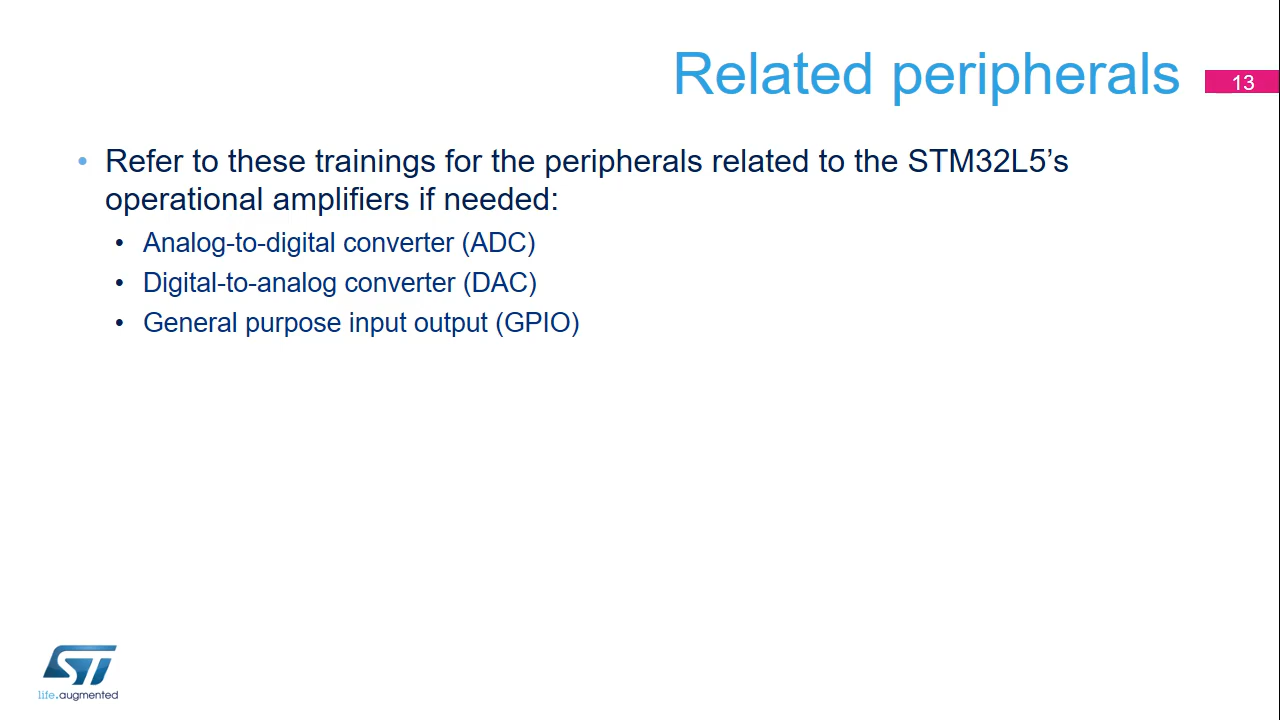 Related peripherals
13
• Refer to these trainings for the peripherals related to the STM32L5’s
operational amplifiers if needed:
• Analog-to-digital converter (ADC)
• Digital-to-analog converter (DAC)
• General purpose input output (GPIO)
ST
life.augmented